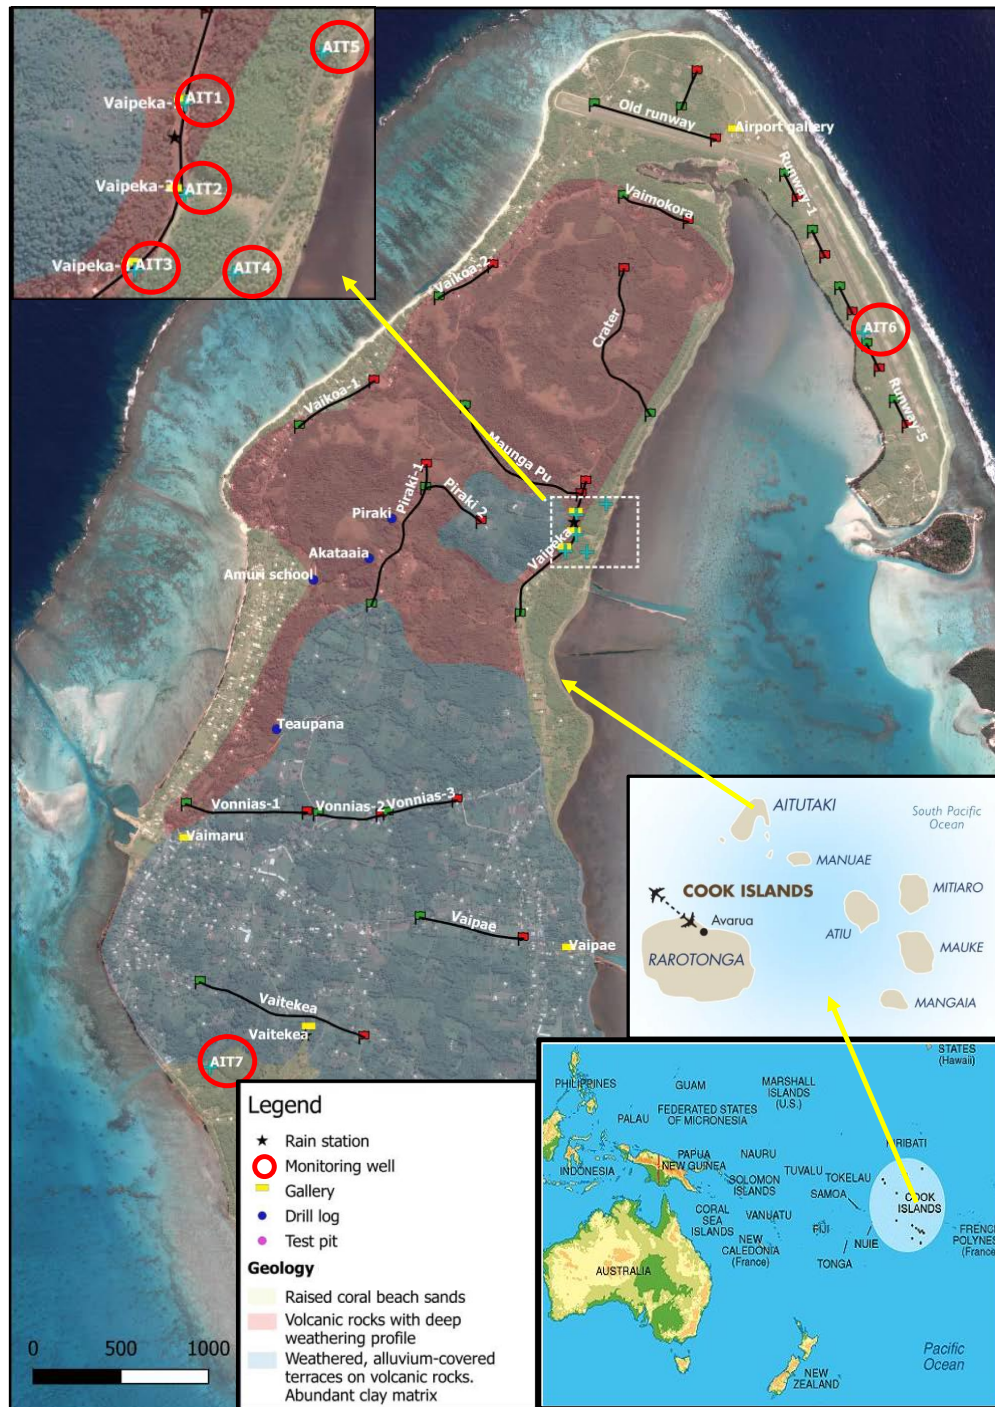 AIT5
Vaipeka-
AIT1
Vaipeka-2
AIT2
Vaipeka-
AIT3
AIT4
Old runway
Airport gallery
Runway-1
Vaimokora
Vaikoa-2
Crater
AIT6
Runway-5
Vaikoa-1
Maunga Pu
Piraki-1
Piraki 2
Piraki
Akataaia
Amuri school
Vaipeka
Teaupana
Vonnias-1
Vonnias-2
Vonnias-3
Vaimaru
Vaipae
Vaipae
Vaitekea
Vaitekea
AIT7
AITUTAKI
South Pacific
Ocean
MANUAE
COOK ISLANDS
MITIARO
Avarua
ATIU
RAROTONGA
MAUKE
MANGAIA
Legend
Rain station
Monitoring well
Gallery
Drill log
Test pit
Geology
Raised coral beach sands
Volcanic rocks with deep
weathering profile
Weathered, alluvium-covered
terraces on volcanic rocks.
Abundant clay matrix
0 500 1000
STATES
(Hawaii)
PHILIPPINES
GUAM
MARSHALL
ISLANDS
(U.S.)
PALAU
FEDERATED STATES
OF MICRONESIA
KIRIBATI
NAURU
PAPUA
NEW GUINEA
INDONESIA
TUVALU
TOKELAU
SOLOMON
ISLANDS
SAMOA
COOK
ISLANDS
CORAL
SEA
ISLANDS
VANUATU
FIJI
NUIE
FRENCH
POLYNES
(France)
NEW
CALEDONIA
(France)
TONGA
AUSTRALIA
Pacific
Ocean
NEW
ZEALAND